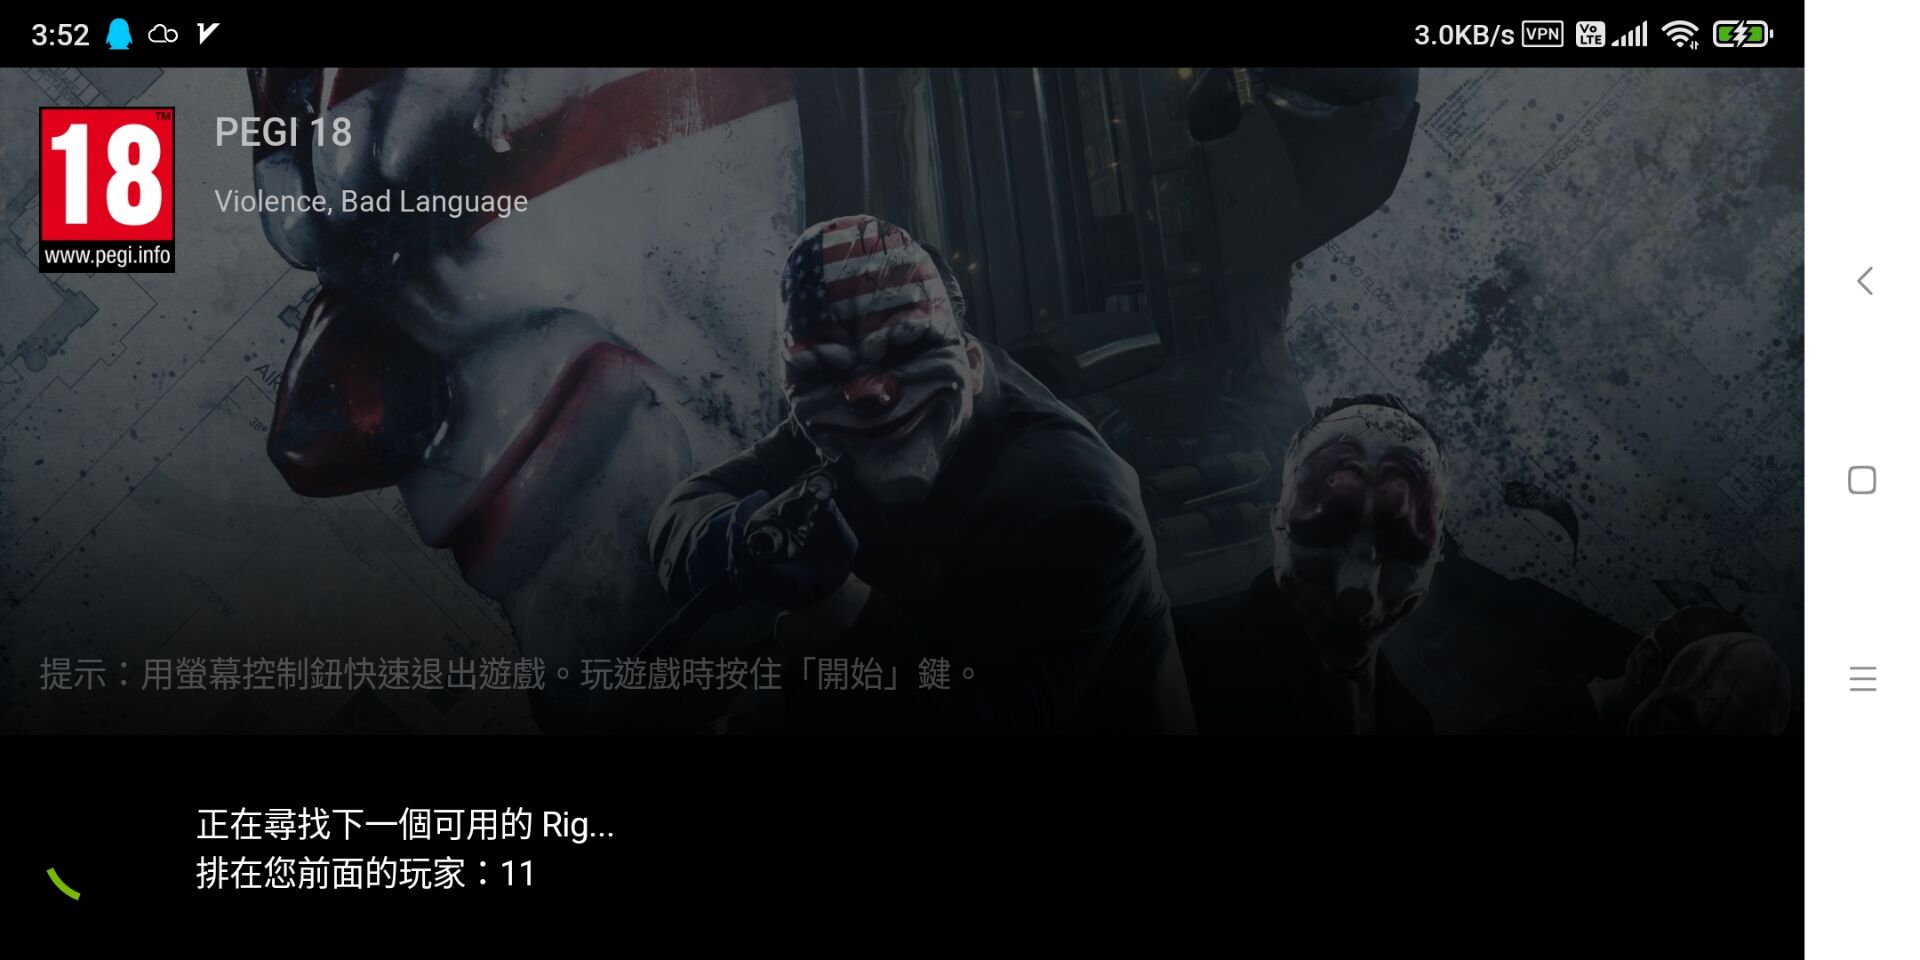 3:52
3.0KB/s VPN Vo LTE
18 TM
www.pegi.info
PEGI 18
Violence, Bad Language
提示：用螢幕控制鈕快速退出遊戲。玩遊戲時按住「開始」鍵。
正在尋找下一個可用的 Rig...
排在您前面的玩家：11